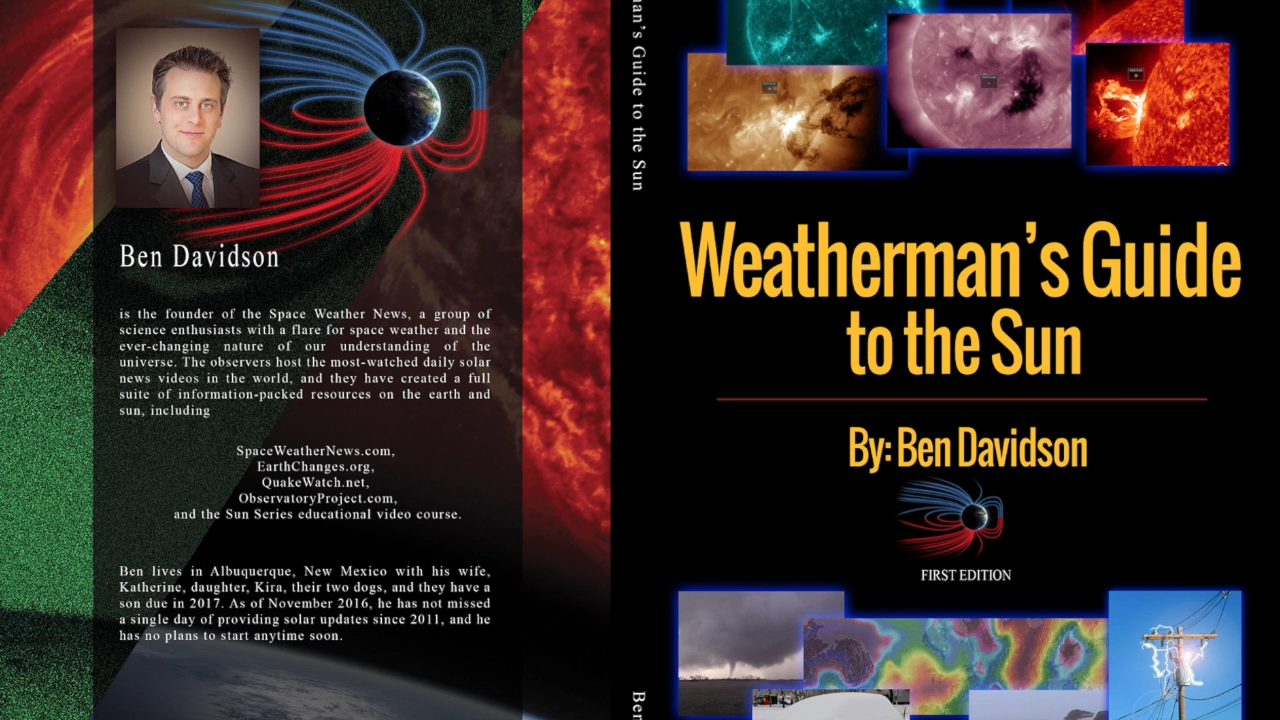 Ben Davidson
is the founder of the Space Weather News, a group of
science enthusiasts with a flare for space weather and the
ever-changing nature of our understanding of the
universe. The observers host the most-watched daily solar
news videos in the world, and they have created a full
suite of information-packed resources on the earth and
sun, including
SpaceWeatherNews.com,
EarthChanges.org,
QuakeWatch.net,
ObservatoryProject.com,
and the Sun Series educational video course.
Ben lives in Albuquerque, New Mexico with his wife,
Katherine, daughter, Kira, their two dogs, and they have a
son due in 2017. As of November 2016, he has not missed
a single day of providing solar updates since 2011, and he
has no plans to start anytime soon.
man's Guide to the Sun
Ben
Weatherman's Guide
to the Sun
By: Ben Davidson
FIRST EDITION